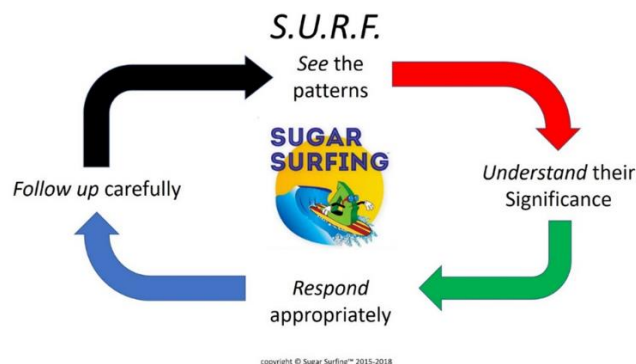 S.U.R.F.
See the
patterns
Understand their
Significance
Respond
appropriately
Follow up carefully
SUGAR
SURFING
copyright © Sugar Surfing™ 2015-2018